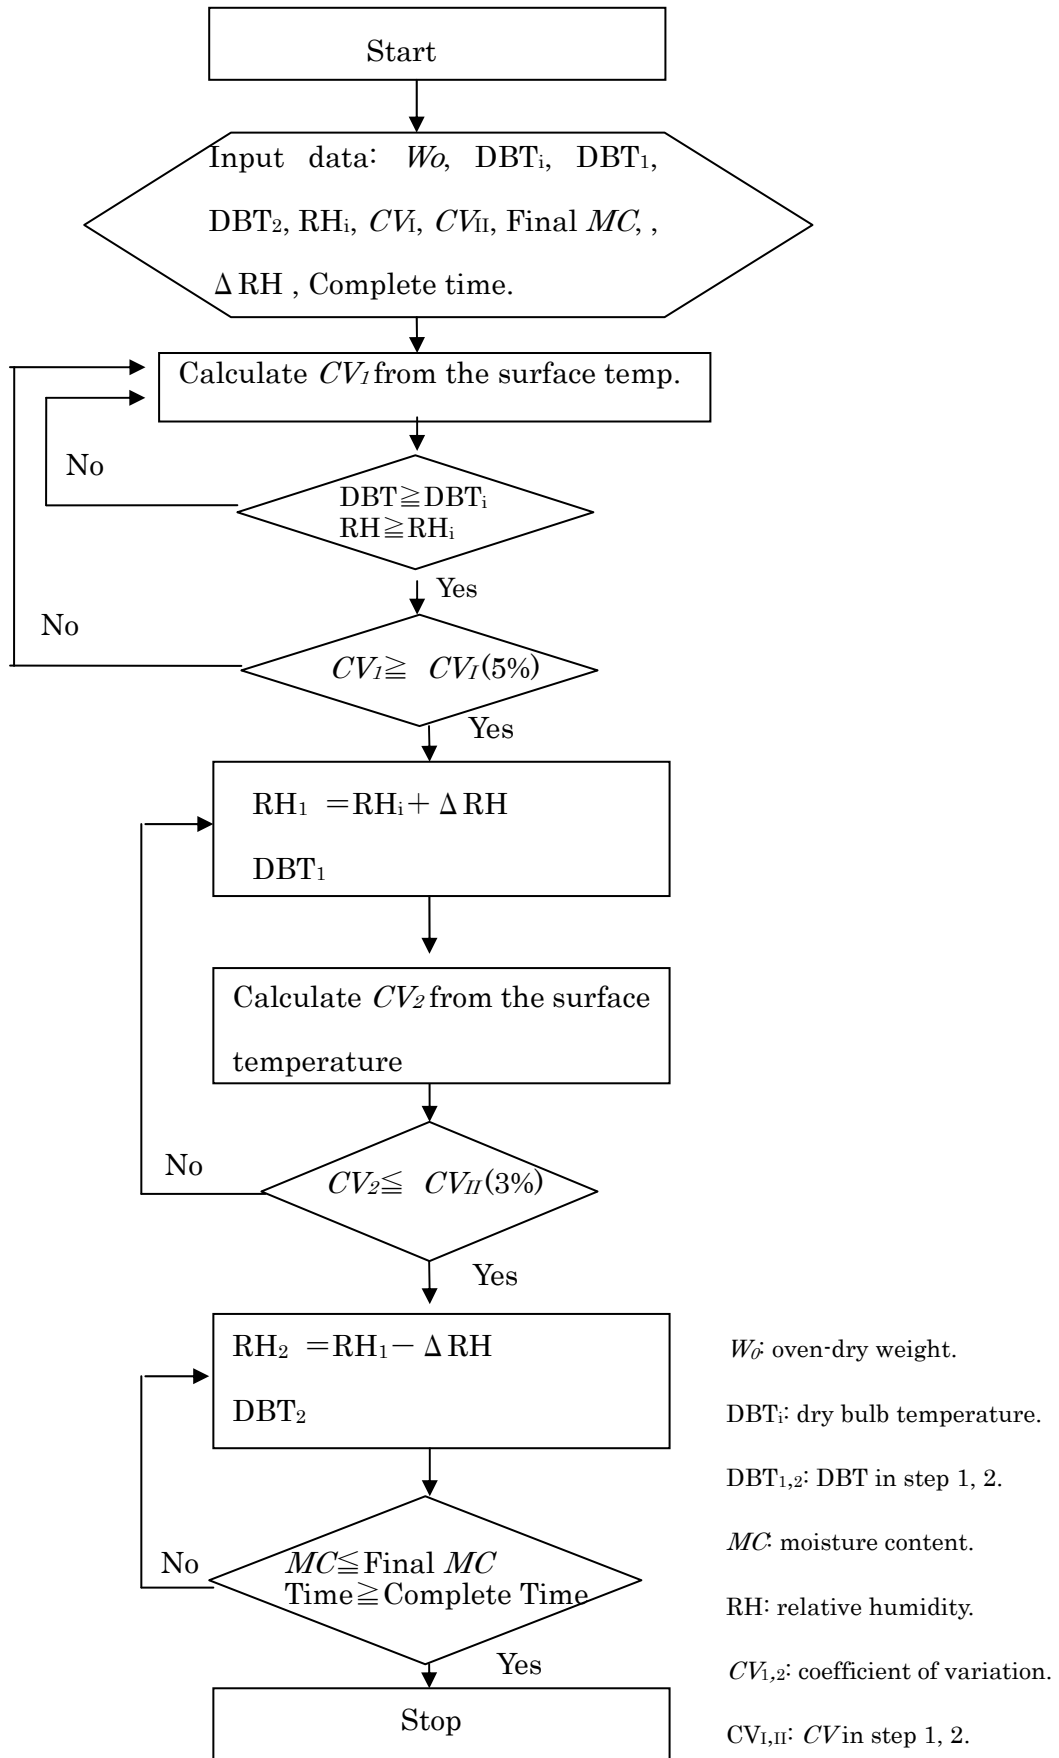 Start
Input data: Wo, DBTi, DBT1,
DBT2, RHi, CVI, CVII, Final MC, ,
ΔRH , Complete time.
Calculate CV1 from the surface temp.
No
DBT≧DBTi
RH≧RHi
Yes
No
CV1≧ CVI(5%)
Yes
RH1 =RHi+ ΔRH
DBT1
Calculate CV2 from the surface
temperature
No
CV2≦ CVII(3%)
Yes
RH2 =RH1− ΔRH
DBT2
No
MC≦Final MC
Time≧Complete Time
Yes
Stop
W0: oven-dry weight.
DBTi: dry bulb temperature.
DBT1,2: DBT in step 1, 2.
MC: moisture content.
RH: relative humidity.
CV1,2: coefficient of variation.
CVI,II: CV in step 1, 2.